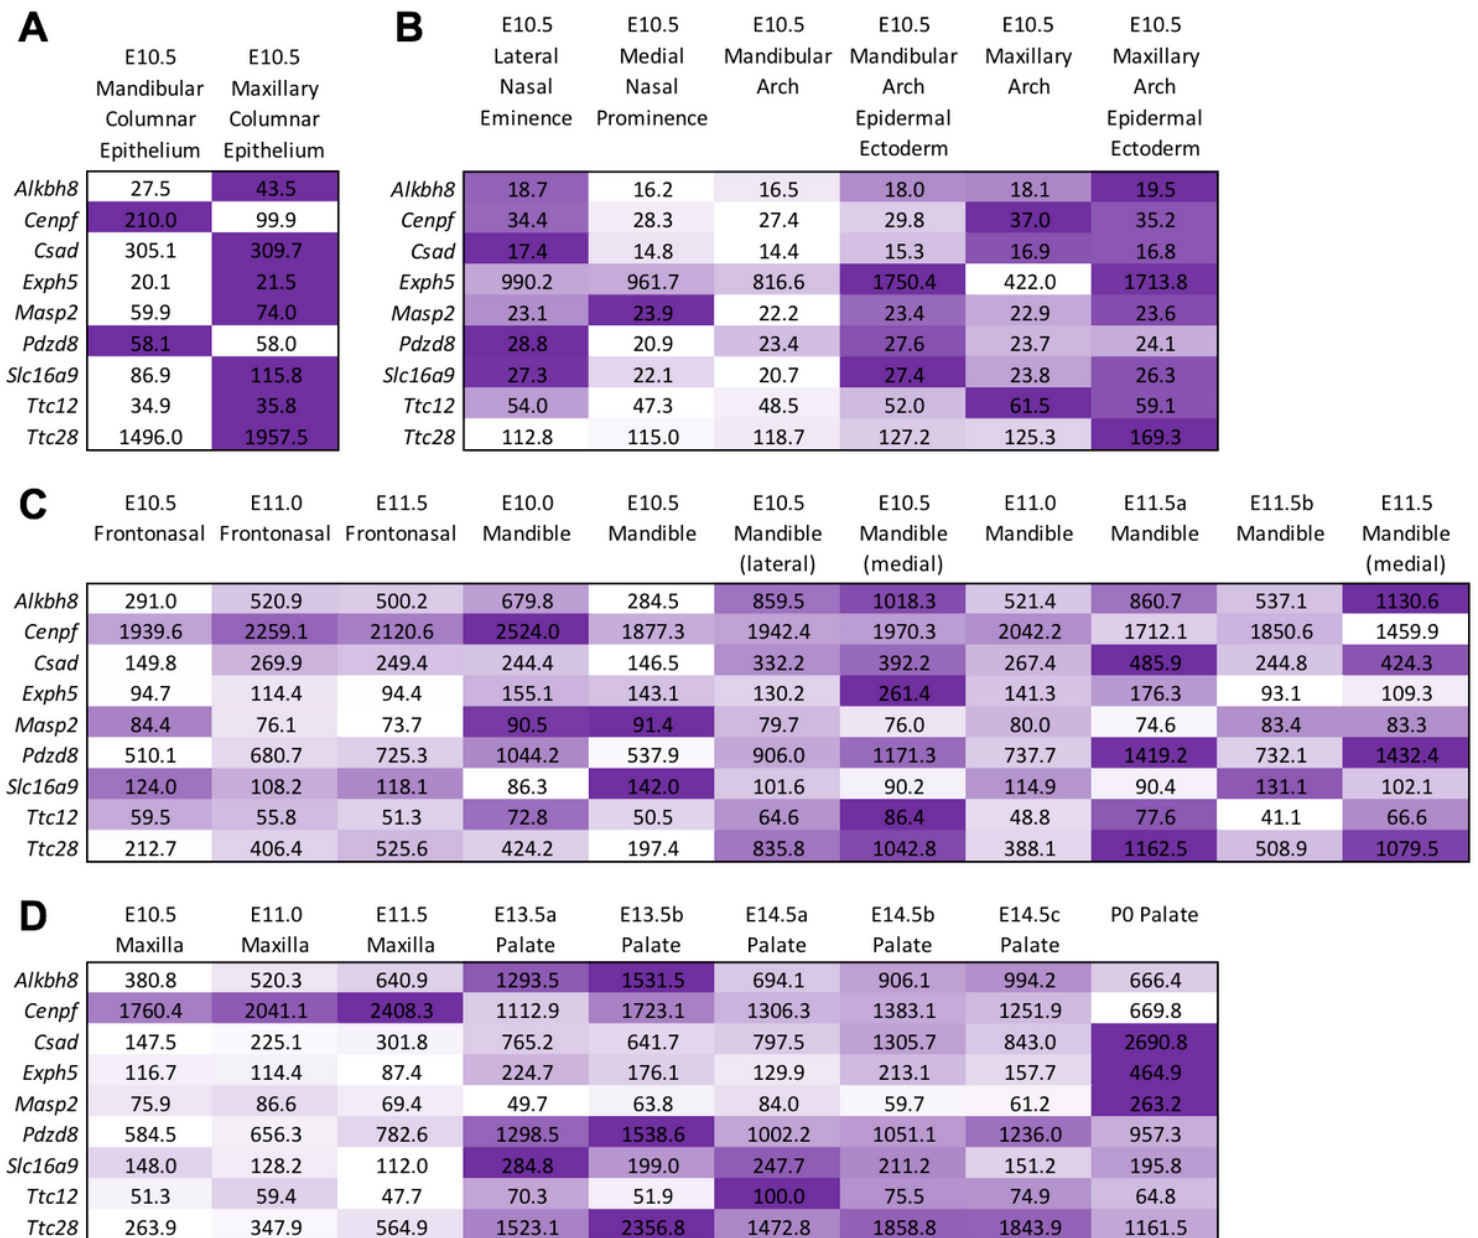 A
E10.5 E10.5
Mandibular Maxillary
Columnar Columnar
Epithelium Epithelium
Alkbh8 27.5 43.5
Cenpf 210.0 99.9
Csad 305.1 309.7
Exph5 20.1 21.5
Masp2 59.9 74.0
Pdzd8 58.1 58.0
Slc16a9 86.9 115.8
Ttc12 34.9 35.8
Ttc28 1496.0 1957.5
B
E10.5 E10.5 E10.5 E10.5 E10.5 E10.5
Lateral Medial Mandibular Mandibular Maxillary Maxillary
Nasal Nasal Arch Arch Arch Arch
Eminence Prominence Epidermal Epidermal
Ectoderm Ectoderm
Alkbh8 18.7 16.2 16.5 18.0 18.1 19.5
Cenpf 34.4 28.3 27.4 29.8 37.0 35.2
Csad 17.4 14.8 14.4 15.3 16.9 16.8
Exph5 990.2 961.7 816.6 1750.4 422.0 1713.8
Masp2 23.1 23.9 22.2 23.4 22.9 23.6
Pdzd8 28.8 20.9 23.4 27.6 23.7 24.1
Slc16a9 27.3 22.1 20.7 27.4 23.8 26.3
Ttc12 54.0 47.3 48.5 52.0 61.5 59.1
Ttc28 112.8 115.0 118.7 127.2 125.3 169.3
C
E10.5 E11.0 E11.5 E10.0 E10.5 E10.5 E10.5 E11.0 E11.5a E11.5b E11.5
Frontonasal Frontonasal Frontonasal Mandible Mandible Mandible Mandible Mandible Mandible Mandible Mandible
(lateral) (medial) (medial)
Alkbh8 291.0 520.9 500.2 679.8 284.5 859.5 1018.3 521.4 860.7 537.1 1130.6
Cenpf 1939.6 2259.1 2120.6 2524.0 1877.3 1942.4 1970.3 2042.2 1712.1 1850.6 1459.9
Csad 149.8 269.9 249.4 244.4 146.5 332.2 392.2 267.4 485.9 244.8 424.3
Exph5 94.7 114.4 94.4 155.1 143.1 130.2 261.4 141.3 176.3 93.1 109.3
Masp2 84.4 76.1 73.7 90.5 91.4 79.7 76.0 80.0 74.6 83.4 83.3
Pdzd8 510.1 680.7 725.3 1044.2 537.9 906.0 1171.3 737.7 1419.2 732.1 1432.4
Slc16a9 124.0 108.2 118.1 86.3 142.0 101.6 90.2 114.9 90.4 131.1 102.1
Ttc12 59.5 55.8 51.3 72.8 50.5 64.6 86.4 48.8 77.6 41.1 66.6
Ttc28 212.7 406.4 525.6 424.2 197.4 835.8 1042.8 388.1 1162.5 508.9 1079.5
D
E10.5 E11.0 E11.5 E13.5a E13.5b E14.5a E14.5b E14.5c P0 Palate
Maxilla Maxilla Maxilla Palate Palate Palate Palate Palate
Alkbh8 380.8 520.3 640.9 1293.5 1531.5 694.1 906.1 994.2 666.4
Cenpf 1760.4 2041.1 2408.3 1112.9 1723.1 1306.3 1383.1 1251.9 669.8
Csad 147.5 225.1 301.8 765.2 641.7 797.5 1305.7 843.0 2690.8
Exph5 116.7 114.4 87.4 224.7 176.1 129.9 213.1 157.7 464.9
Masp2 75.9 86.6 69.4 49.7 63.8 84.0 59.7 61.2 263.2
Pdzd8 584.5 656.3 782.6 1298.5 1538.6 1002.2 1051.1 1236.0 957.3
Slc16a9 148.0 128.2 112.0 284.8 199.0 247.7 211.2 151.2 195.8
Ttc12 51.3 59.4 47.7 70.3 51.9 100.0 75.5 74.9 64.8
Ttc28 263.9 347.9 564.9 1523.1 2356.8 1472.8 1858.8 1843.9 1161.5